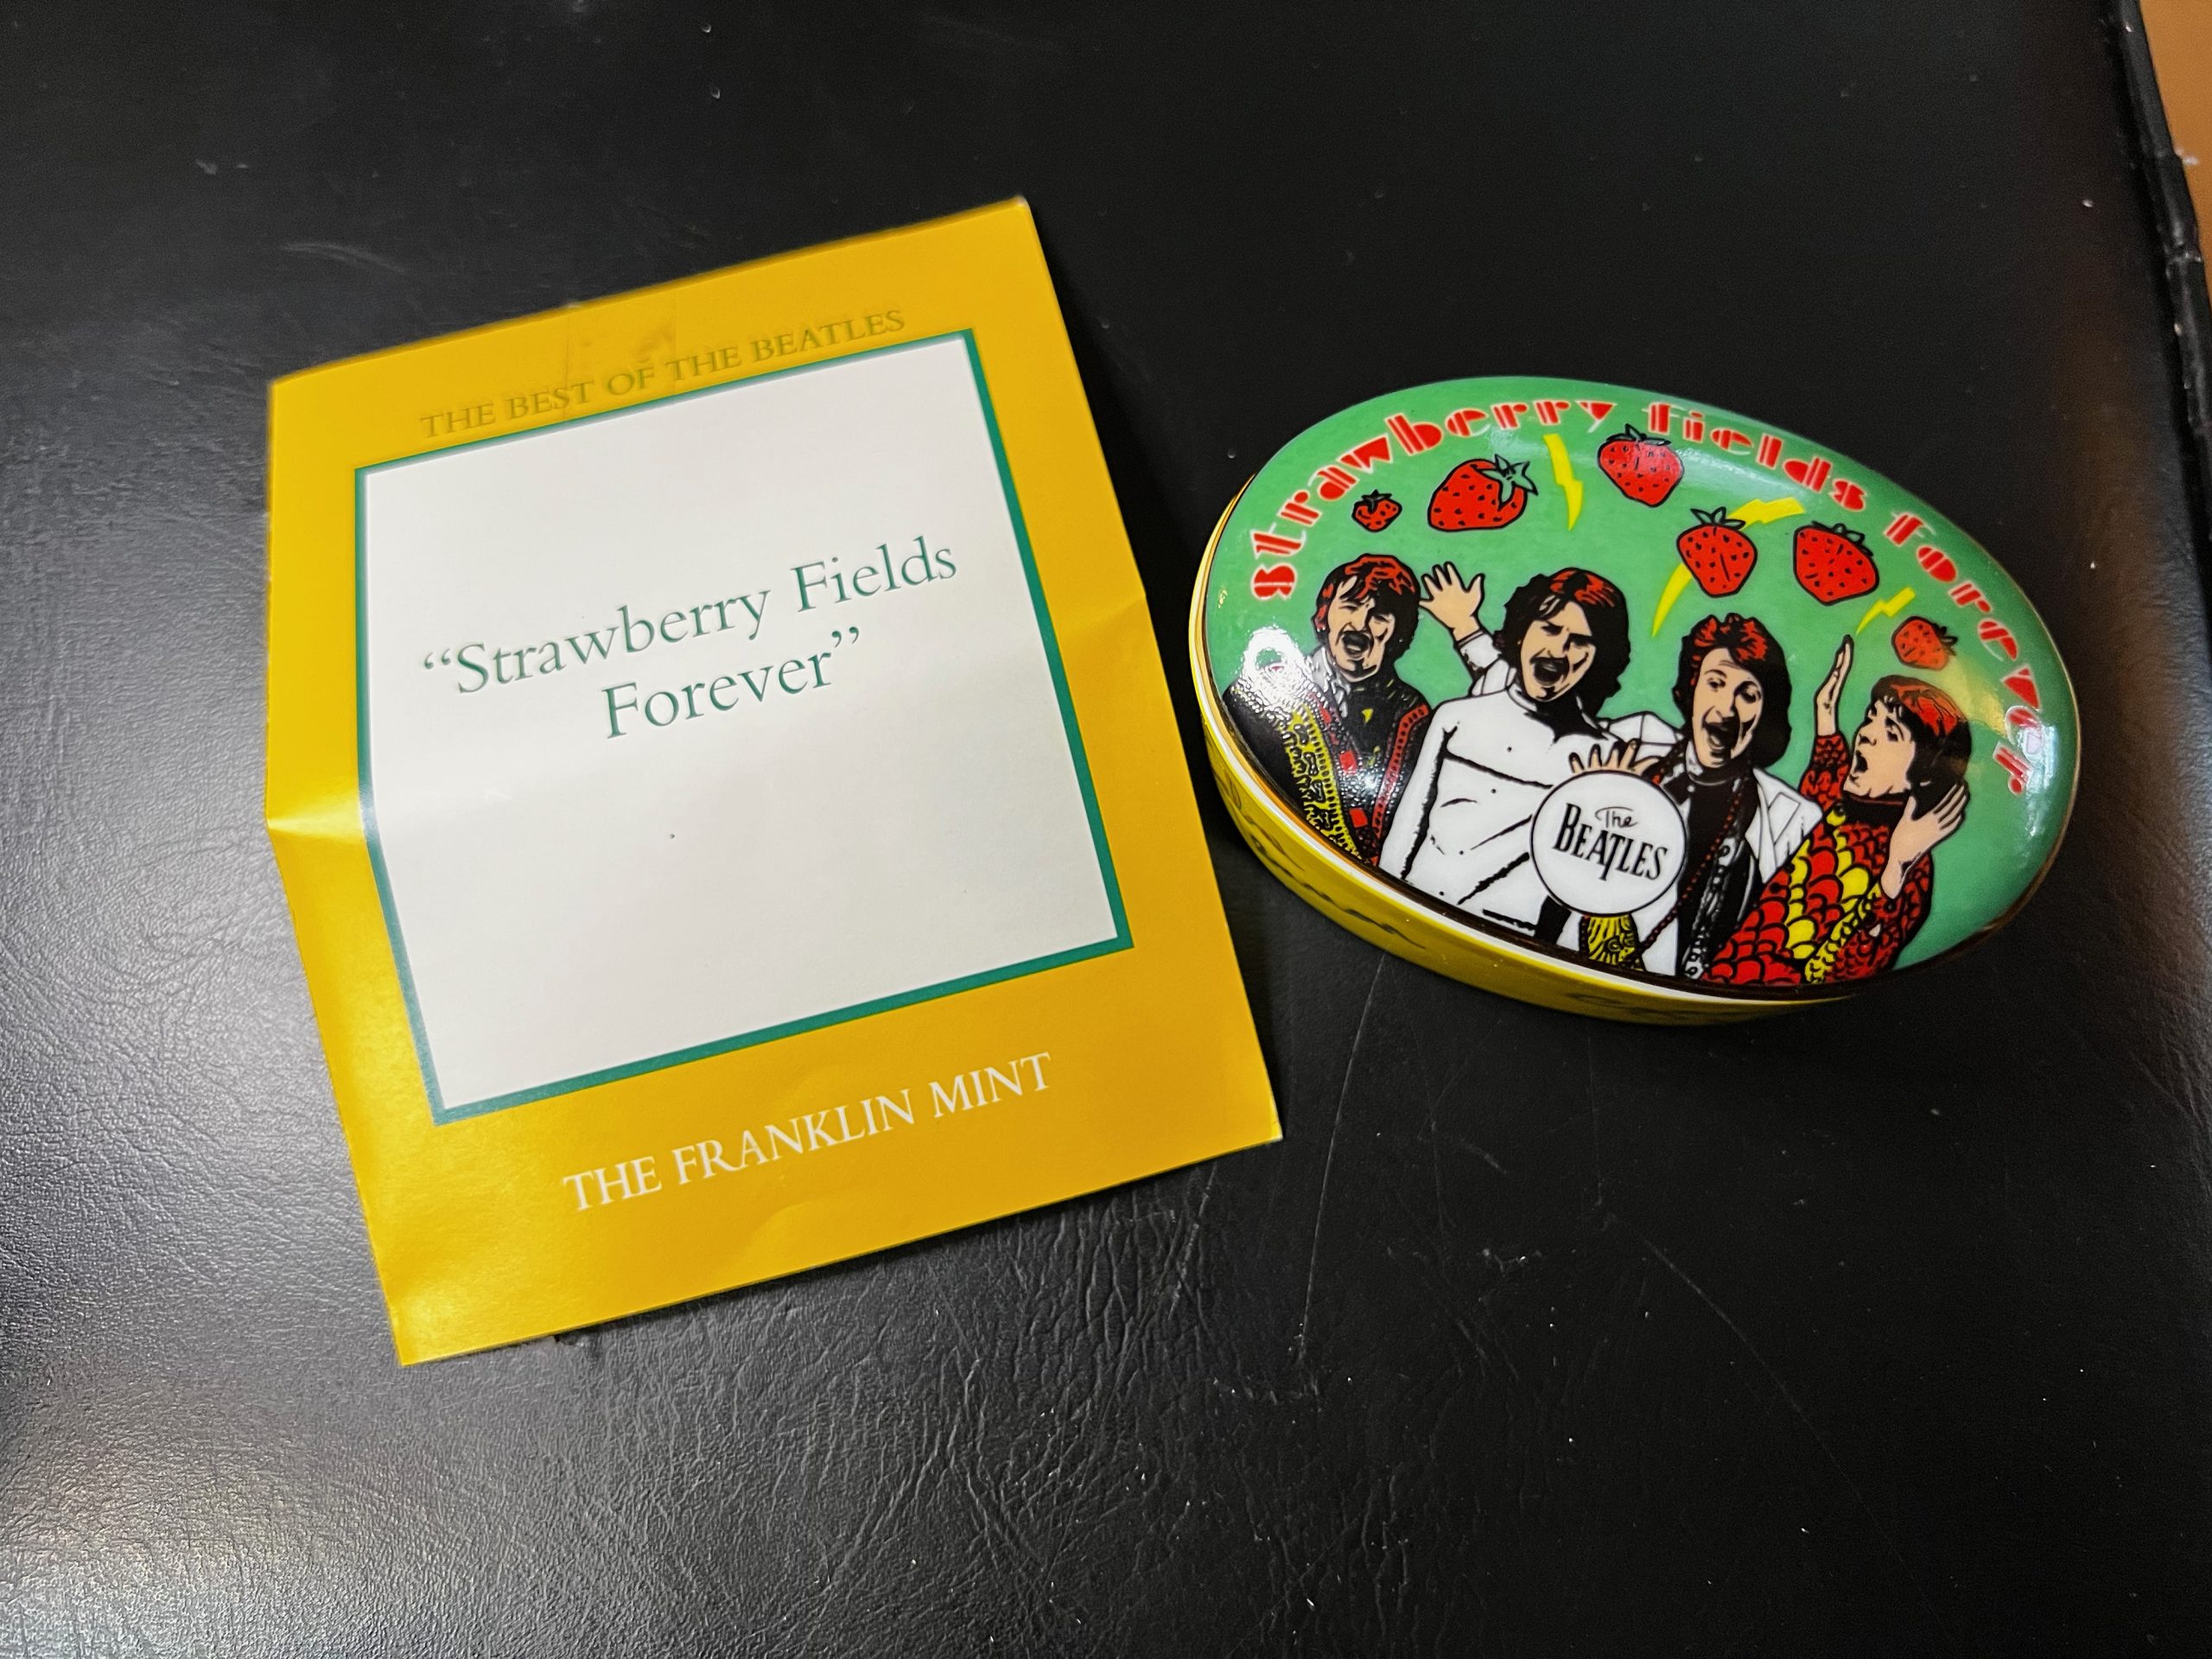 THE BEST OF THE BEATLES
“Strawberry Fields
Forever”
THE FRANKLIN MINT
strawberry fields forever
The
BEATLES